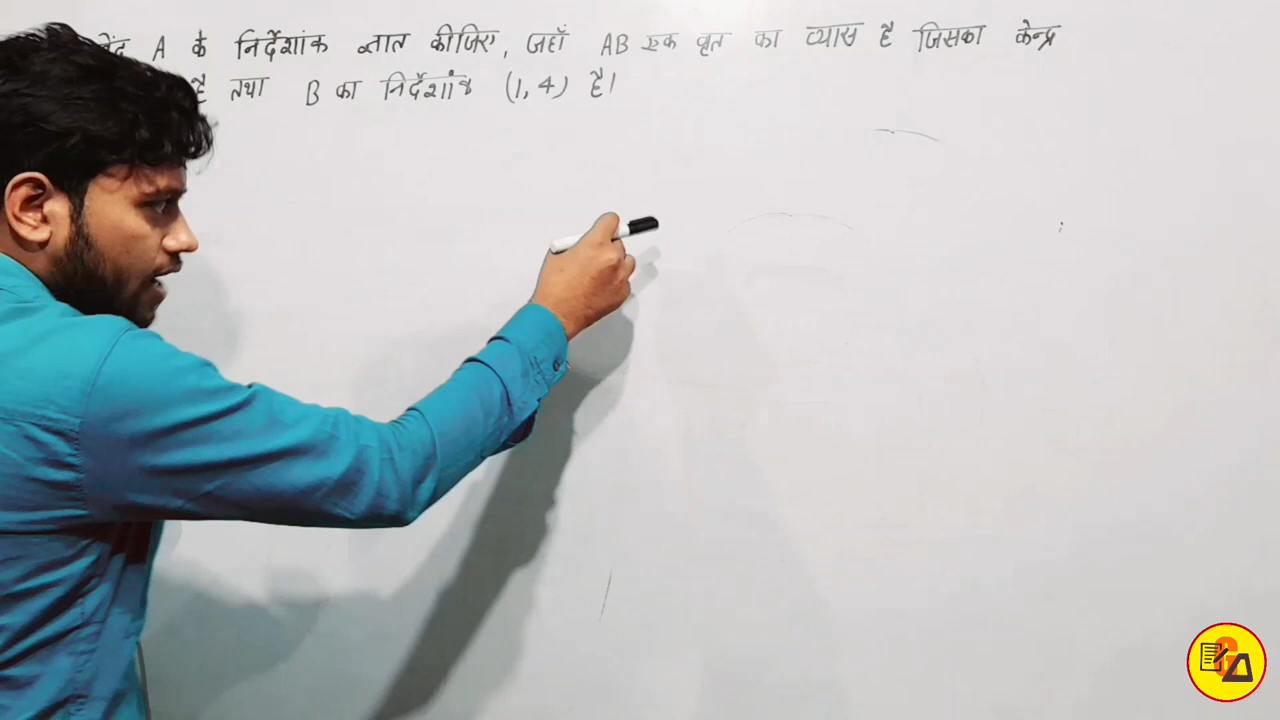 A के निर्देशांक ज्ञात कीजिए, जहाँ AB एक वृत का व्यास है जिसका केन्द्र
है तथा B का निर्देशांक (1, 4) है।